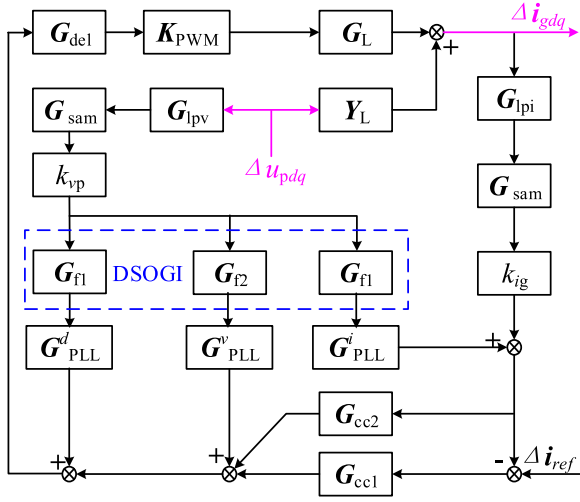 G_del K_PWM G_L + Δi_gdq
G_sam G_lpv Y_L G_lpi
k_vp Δu_pdq G_sam
G_f1 DSOGI G_f2 G_f1 k_ig
G^d_PLL G^v_PLL G^i_PLL +
G_cc2
+ + G_cc1 - Δi_ref